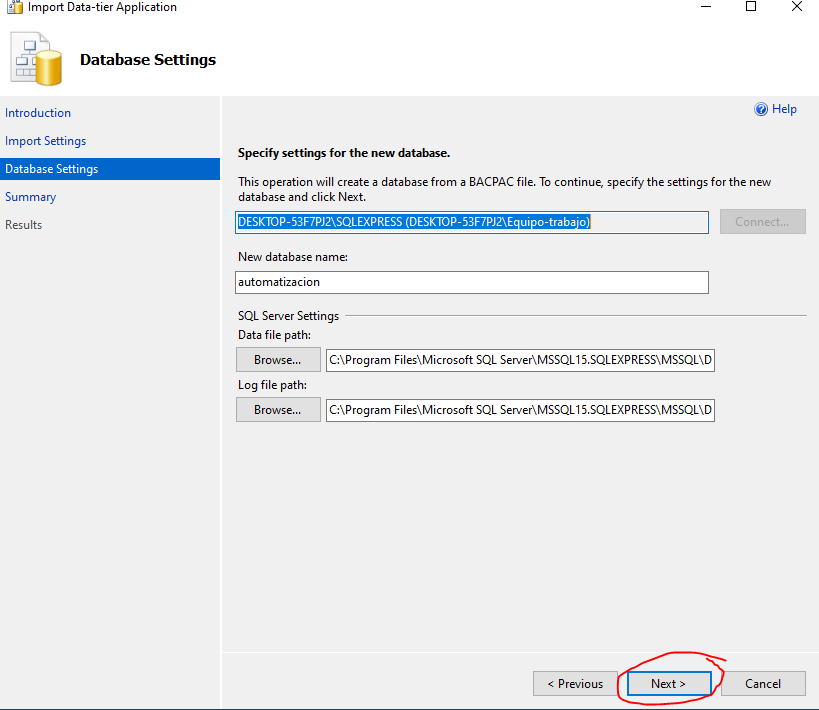 Import Data-tier Application
Database Settings
Introduction
Import Settings
Database Settings
Summary
Results
Help
Specify settings for the new database.
This operation will create a database from a BACPAC file. To continue, specify the settings for the new
database and click Next.
DESKTOP-53F7PJ2\SQLEXPRESS (DESKTOP-53F7PJ2\Equipo-trabajo)
Connect...
New database name:
automatizacion
SQL Server Settings
Data file path:
Browse...
C:\Program Files\Microsoft SQL Server\MSSQL15.SQLEXPRESS\MSSQL\D
Log file path:
Browse...
C:\Program Files\Microsoft SQL Server\MSSQL15.SQLEXPRESS\MSSQL\D
< Previous
Next >
Cancel